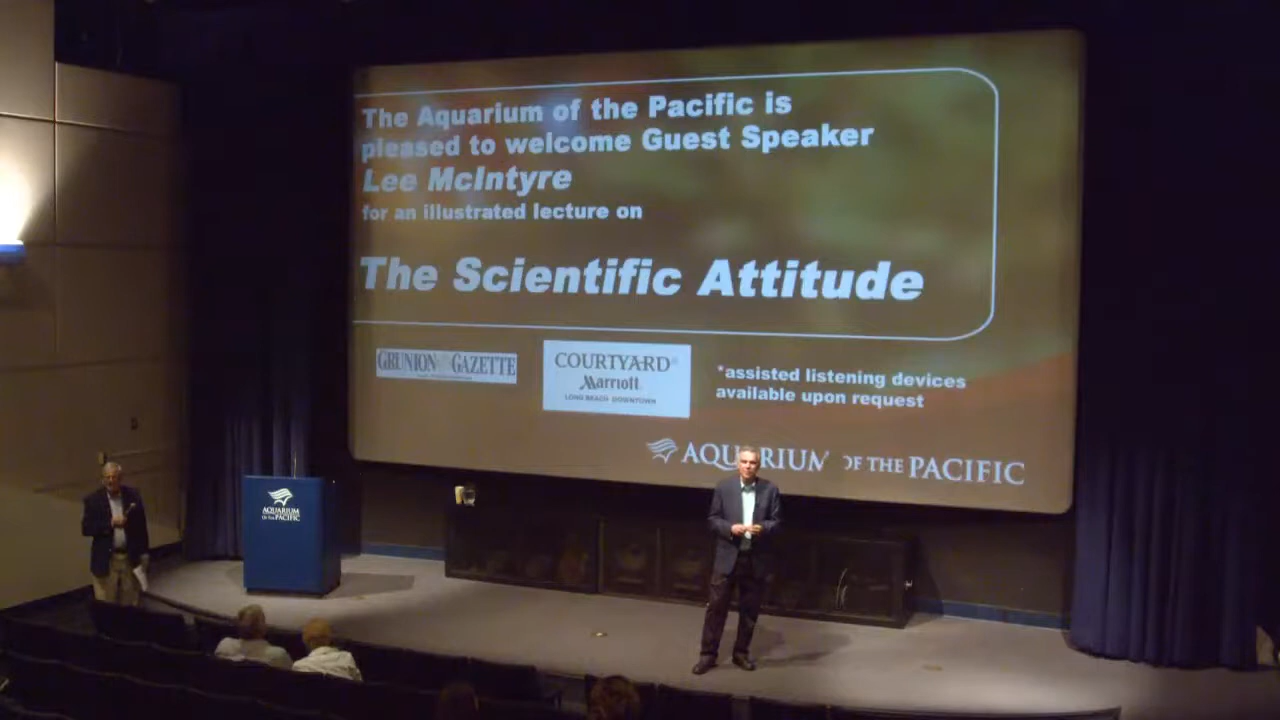 The Aquarium of the Pacific is
pleased to welcome Guest Speaker
Lee McIntyre
for an illustrated lecture on
The Scientific Attitude
GRUNION GAZETTE
COURTYARD®
Marriott
LONG BEACH DOWNTOWN
*assisted listening devices
available upon request
AQUARIUM OF THE PACIFIC
AQUARIUM
OF THE PACIFIC